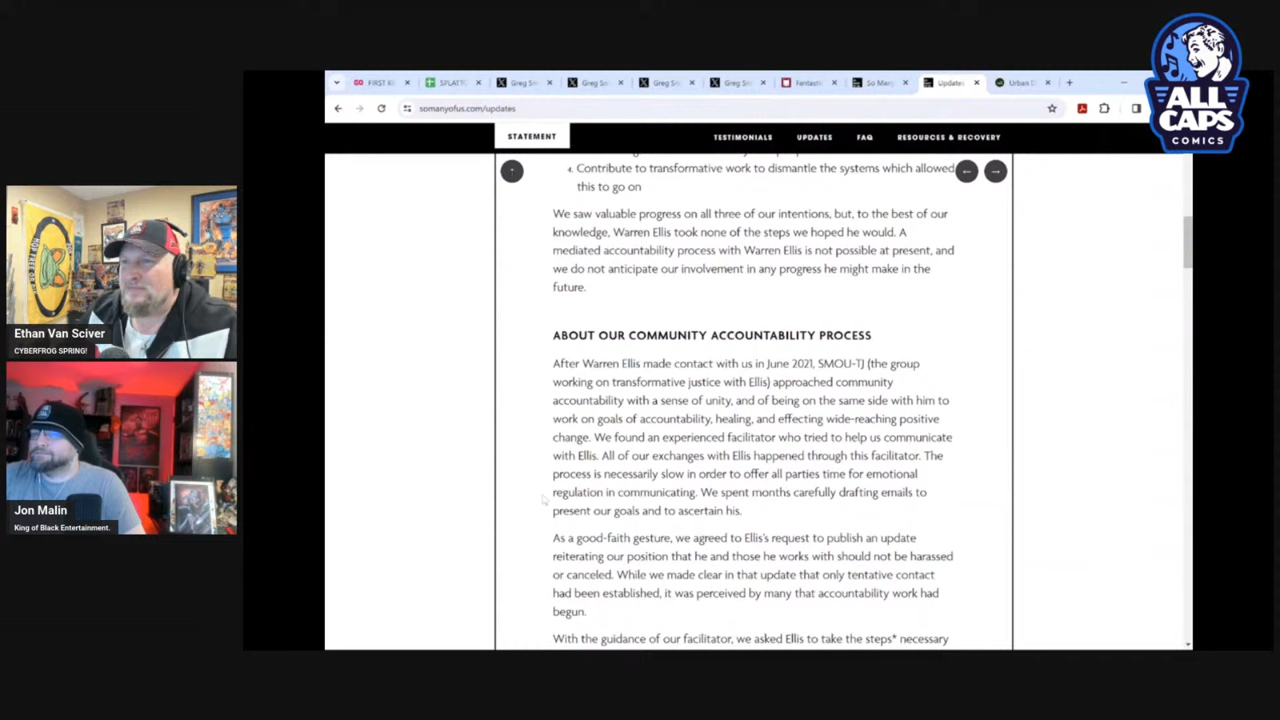 GO FIRST
SPLATTO
Greg
Greg
Greg
Greg
Fantasti
So Many
Updates
Urban D
somanyofus.com/updates
ALL
CAPS
COMICS
STATEMENT
TESTIMONIALS
UPDATES
FAQ
RESOURCES & RECOVERY
4. Contribute to transformative work to dismantle the systems which allowed
this to go on
We saw valuable progress on all three of our intentions, but, to the best of our
knowledge, Warren Ellis took none of the steps we hoped he would. A
mediated accountability process with Warren Ellis is not possible at present, and
we do not anticipate our involvement in any progress he might make in the
future.
ABOUT OUR COMMUNITY ACCOUNTABILITY PROCESS
After Warren Ellis made contact with us in June 2021, SMOU-TJ (the group
working on transformative justice with Ellis) approached community
accountability with a sense of unity, and of being on the same side with him to
work on goals of accountability, healing, and effecting wide-reaching positive
change. We found an experienced facilitator who tried to help us communicate
with Ellis. All of our exchanges with Ellis happened through this facilitator. The
process is necessarily slow in order to offer all parties time for emotional
regulation in communicating. We spent months carefully drafting emails to
present our goals and to ascertain his.
As a good-faith gesture, we agreed to Ellis's request to publish an update
reiterating our position that he and those he works with should not be harassed
or canceled. While we made clear in that update that only tentative contact
had been established, it was perceived by many that accountability work had
begun.
With the guidance of our facilitator, we asked Ellis to take the steps* necessary
Ethan Van Sciver
CYBERFROG SPRING!
Jon Malin
King of Black Entertainment.